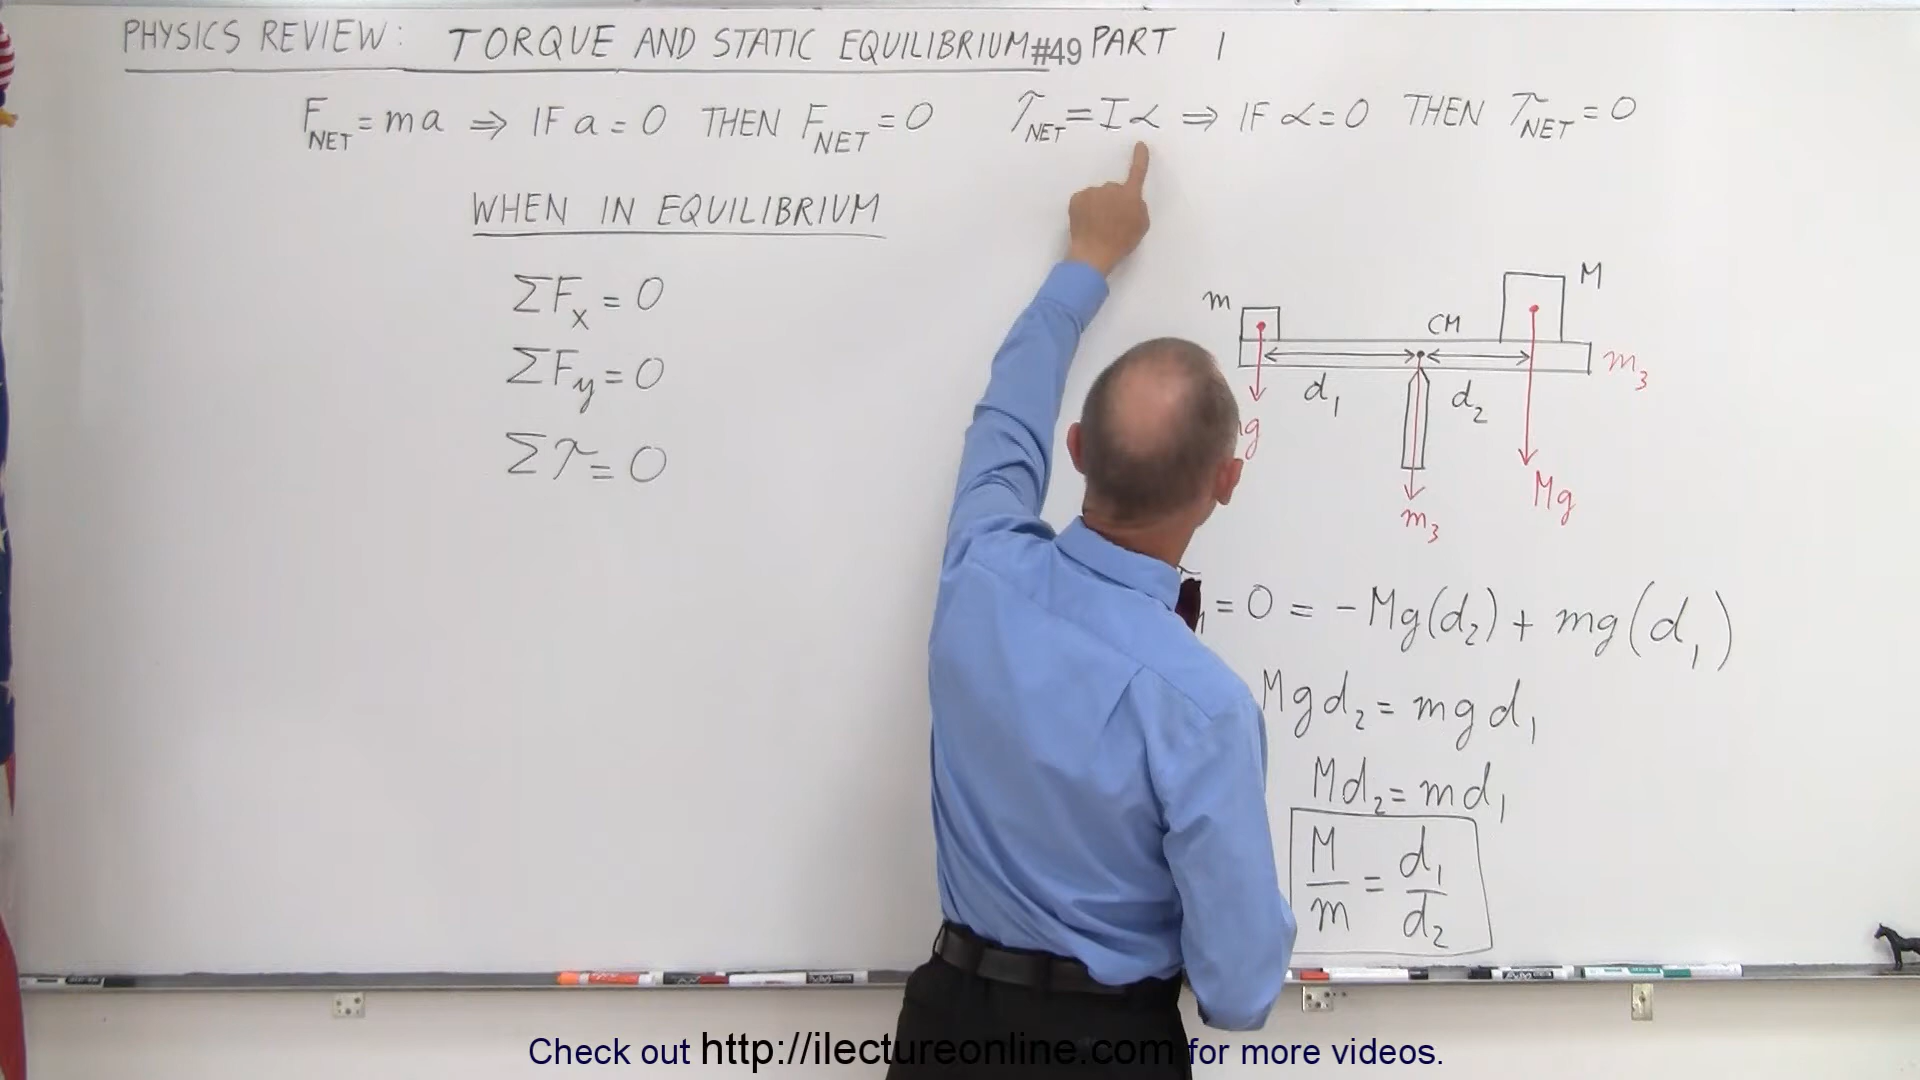 PHYSICS REVIEW: TORQUE AND STATIC EQUILIBRIUM #49 PART 1
F_NET = ma ⇒ IF a = 0 THEN F_NET = 0
τ_NET = Iα ⇒ IF α = 0 THEN τ_NET = 0
WHEN IN EQUILIBRIUM
ΣF_x = 0
ΣF_y = 0
Στ = 0
m
M
CM
m_3
d_1
d_2
g
Mg
m_3
= 0 = -Mg(d_2) + mg(d_1)
Mgd_2 = mgd_1
Md_2 = md_1
M/m = d_1/d_2
Check out http://ilectureonline.com for more videos.